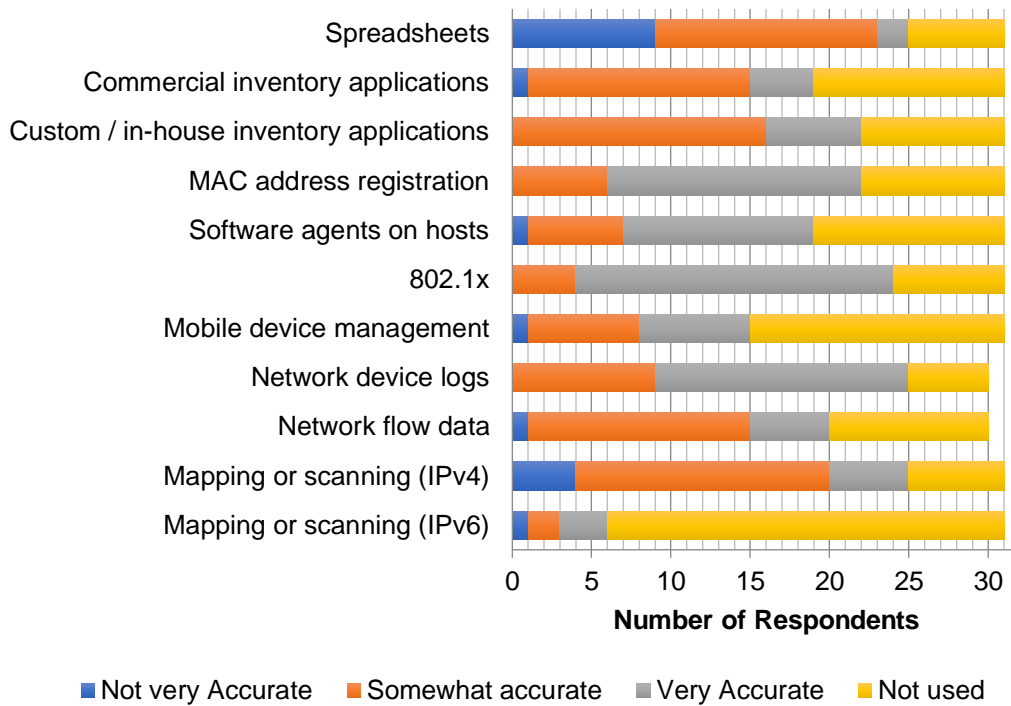 Spreadsheets
Commercial inventory applications
Custom / in-house inventory applications
MAC address registration
Software agents on hosts
802.1x
Mobile device management
Network device logs
Network flow data
Mapping or scanning (IPv4)
Mapping or scanning (IPv6)
0 5 10 15 20 25 30
Number of Respondents
Not very Accurate Somewhat accurate Very Accurate Not used